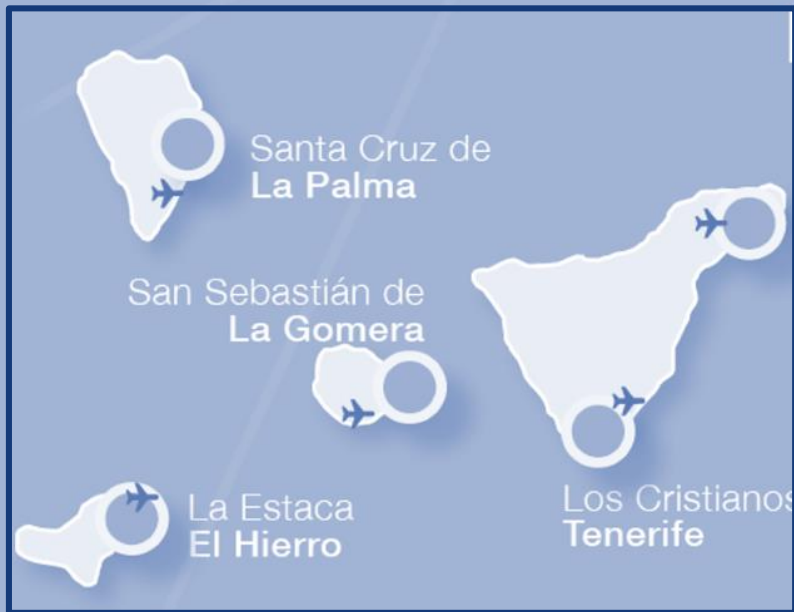 Santa Cruz de
La Palma
San Sebastián de
La Gomera
La Estaca
El Hierro
Los Cristianos
Tenerife